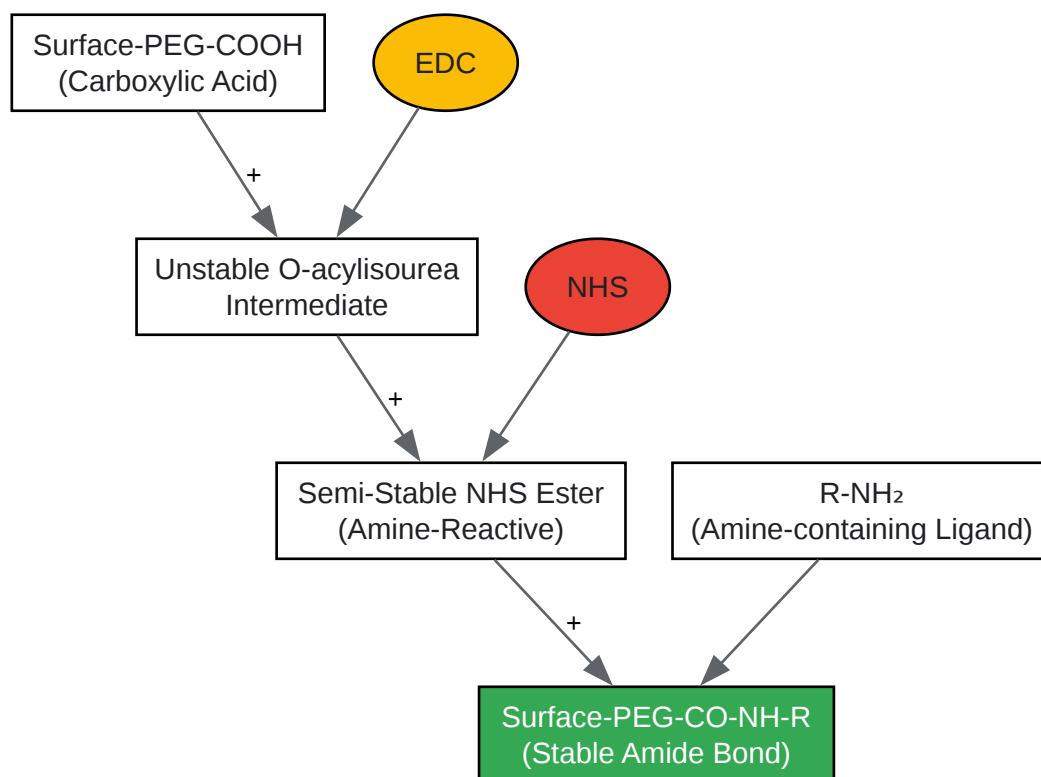 Surface-PEG-COOH
(Carboxylic Acid)
EDC
+
Unstable O-acylisourea
Intermediate
NHS
+
Semi-Stable NHS Ester
(Amine-Reactive)
R-NH₂
(Amine-containing Ligand)
+
Surface-PEG-CO-NH-R
(Stable Amide Bond)